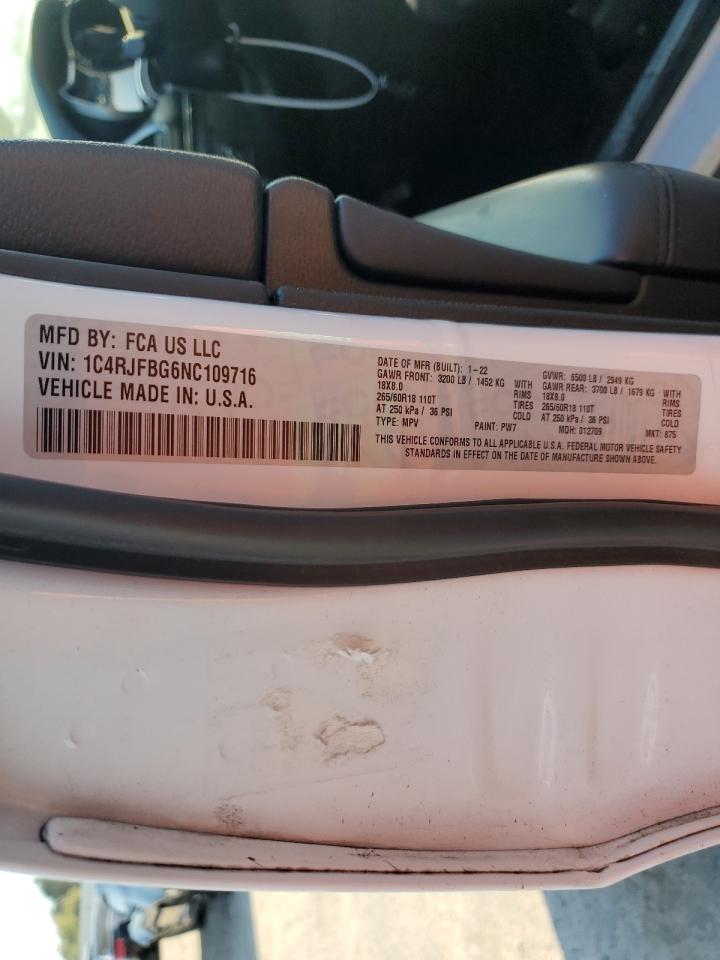 MFD BY: FCA US LLC
VIN: 1C4RJFBG6NC109716
VEHICLE MADE IN: U.S.A.
DATE OF MFR (BUILT): 1-22 GVWR: 6500 LB / 2949 KG
GAWR FRONT: 3200 LB / 1452 KG WITH GAWR REAR: 3700 LB / 1679 KG WITH
18X8.0 RIMS 18X8.0 RIMS
265/60R18 110T TIRES 265/60R18 110T TIRES
AT 250 kPa / 36 PSI COLD AT 250 kPa / 36 PSI COLD
TYPE: MPV PAINT: PW7 MDH: 012709 MKT: 875
THIS VEHICLE CONFORMS TO ALL APPLICABLE U.S.A. FEDERAL MOTOR VEHICLE SAFETY
STANDARDS IN EFFECT ON THE DATE OF MANUFACTURE SHOWN ABOVE.